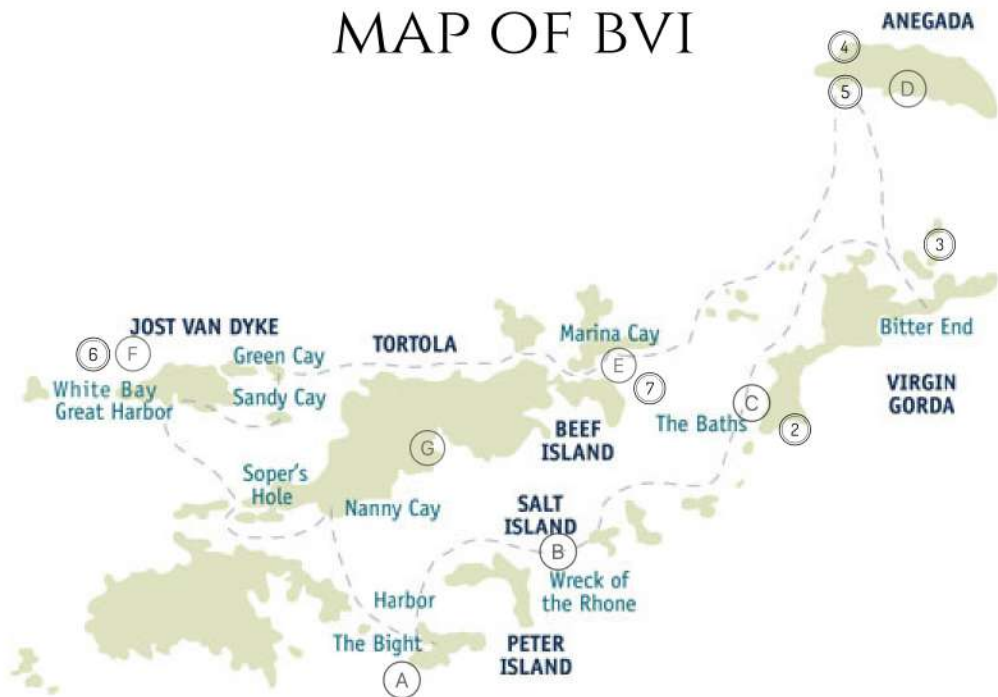 MAP OF BVI
ANEGADA
4
5
D
3
Bitter End
VIRGIN
GORDA
JOST VAN DYKE
6
F
White Bay
Great Harbor
Green Cay
Sandy Cay
TORTOLA
Marina Cay
E
7
C
The Baths
2
BEEF
ISLAND
G
Soper's
Hole
Nanny Cay
SALT
ISLAND
B
Wreck of
the Rhone
Harbor
The Bight
A
PETER
ISLAND